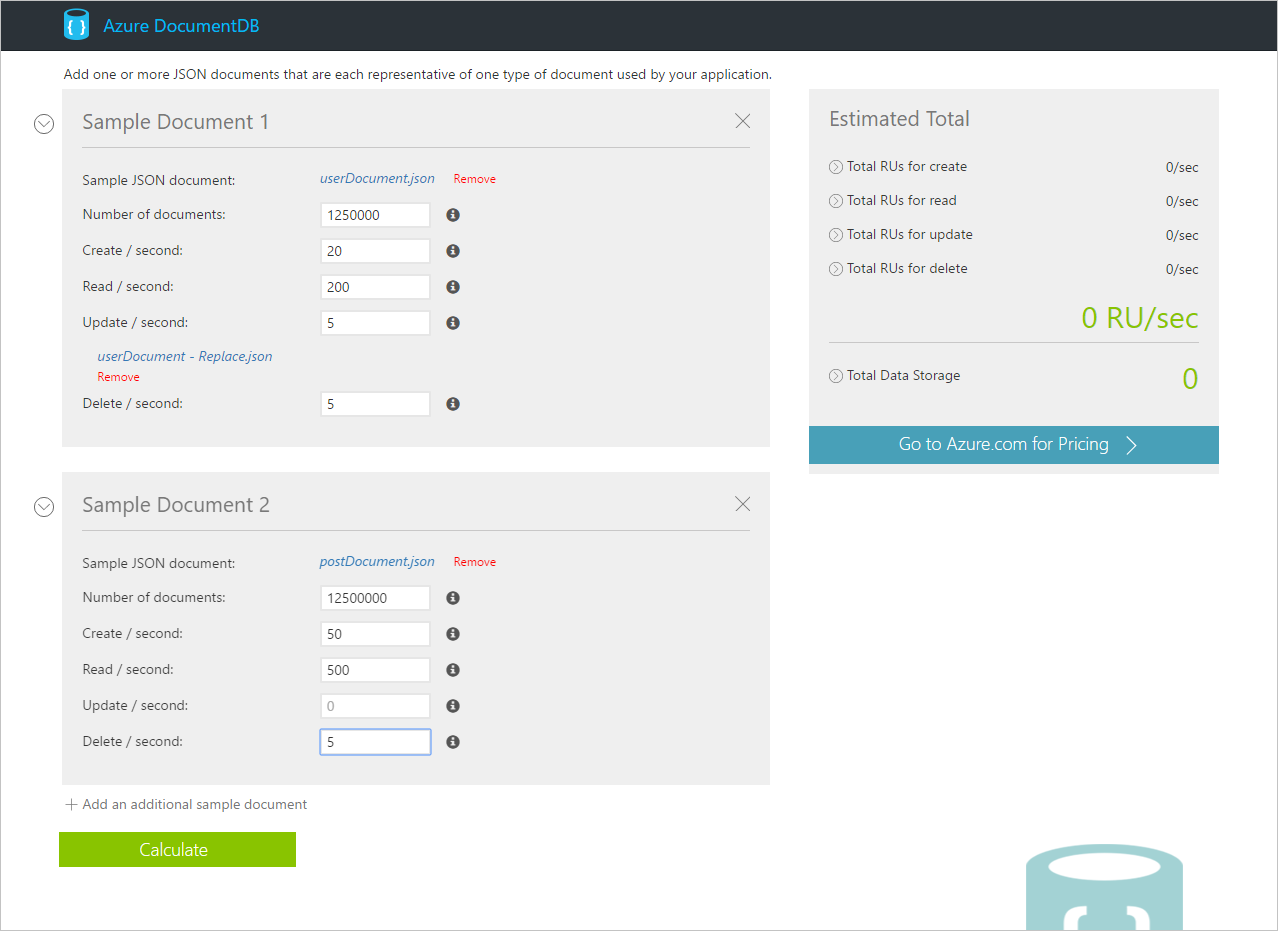 Azure DocumentDB
Add one or more JSON documents that are each representative of one type of document used by your application.
Sample Document 1
Sample JSON document: userDocument.json Remove
Number of documents: 1250000
Create / second: 20
Read / second: 200
Update / second: 5
userDocument - Replace.json
Remove
Delete / second: 5
Sample Document 2
Sample JSON document: postDocument.json Remove
Number of documents: 12500000
Create / second: 50
Read / second: 500
Update / second: 0
Delete / second: 5
Add an additional sample document
Calculate
Estimated Total
Total RUs for create 0/sec
Total RUs for read 0/sec
Total RUs for update 0/sec
Total RUs for delete 0/sec
0 RU/sec
Total Data Storage 0
Go to Azure.com for Pricing